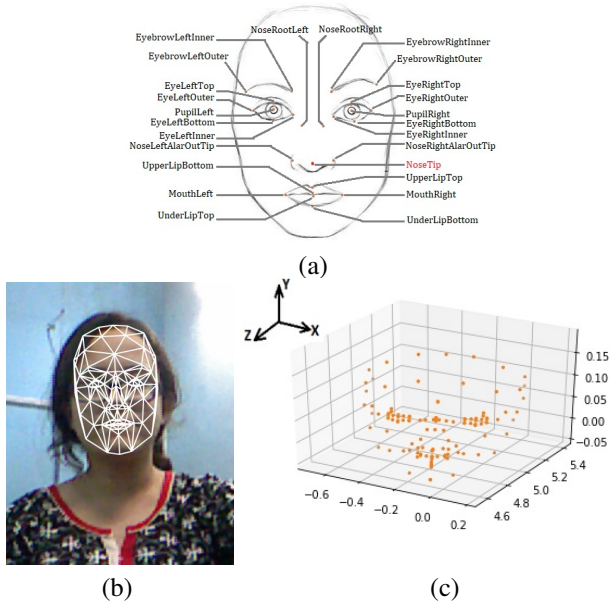 NoseRootLeft NoseRootRight
EyebrowLeftInner EyebrowRightInner
EyebrowLeftOuter EyebrowRightOuter
EyeLeftTop EyeRightTop
EyeLeftOuter EyeRightOuter
PupilLeft PupilRight
EyeLeftBottom EyeRightBottom
EyeLeftInner EyeRightInner
NoseLeftAlarOutTip NoseRightAlarOutTip
UpperLipBottom NoseTip
UpperLipTop
MouthLeft MouthRight
UnderLipTop UnderLipBottom
(a)
Y
Z X
0.15
0.10
0.05
0.00
−0.05
5.4
5.2
5.0
4.8
4.6
−0.6 −0.4 −0.2 0.0 0.2
(b) (c)